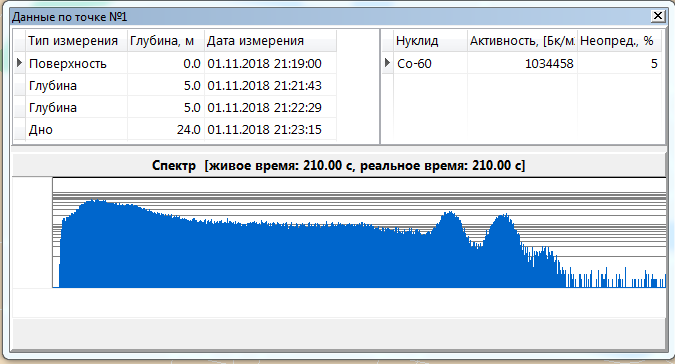 Данные по точке №1
Тип измерения Глубина, м Дата измерения
Поверхность 0.0 01.11.2018 21:19:00
Глубина 5.0 01.11.2018 21:21:43
Глубина 5.0 01.11.2018 21:22:29
Дно 24.0 01.11.2018 21:23:15
Нуклид Активность, [Бк/м Неопред., %
Co-60 1034458 5
Спектр [живое время: 210.00 с, реальное время: 210.00 с]